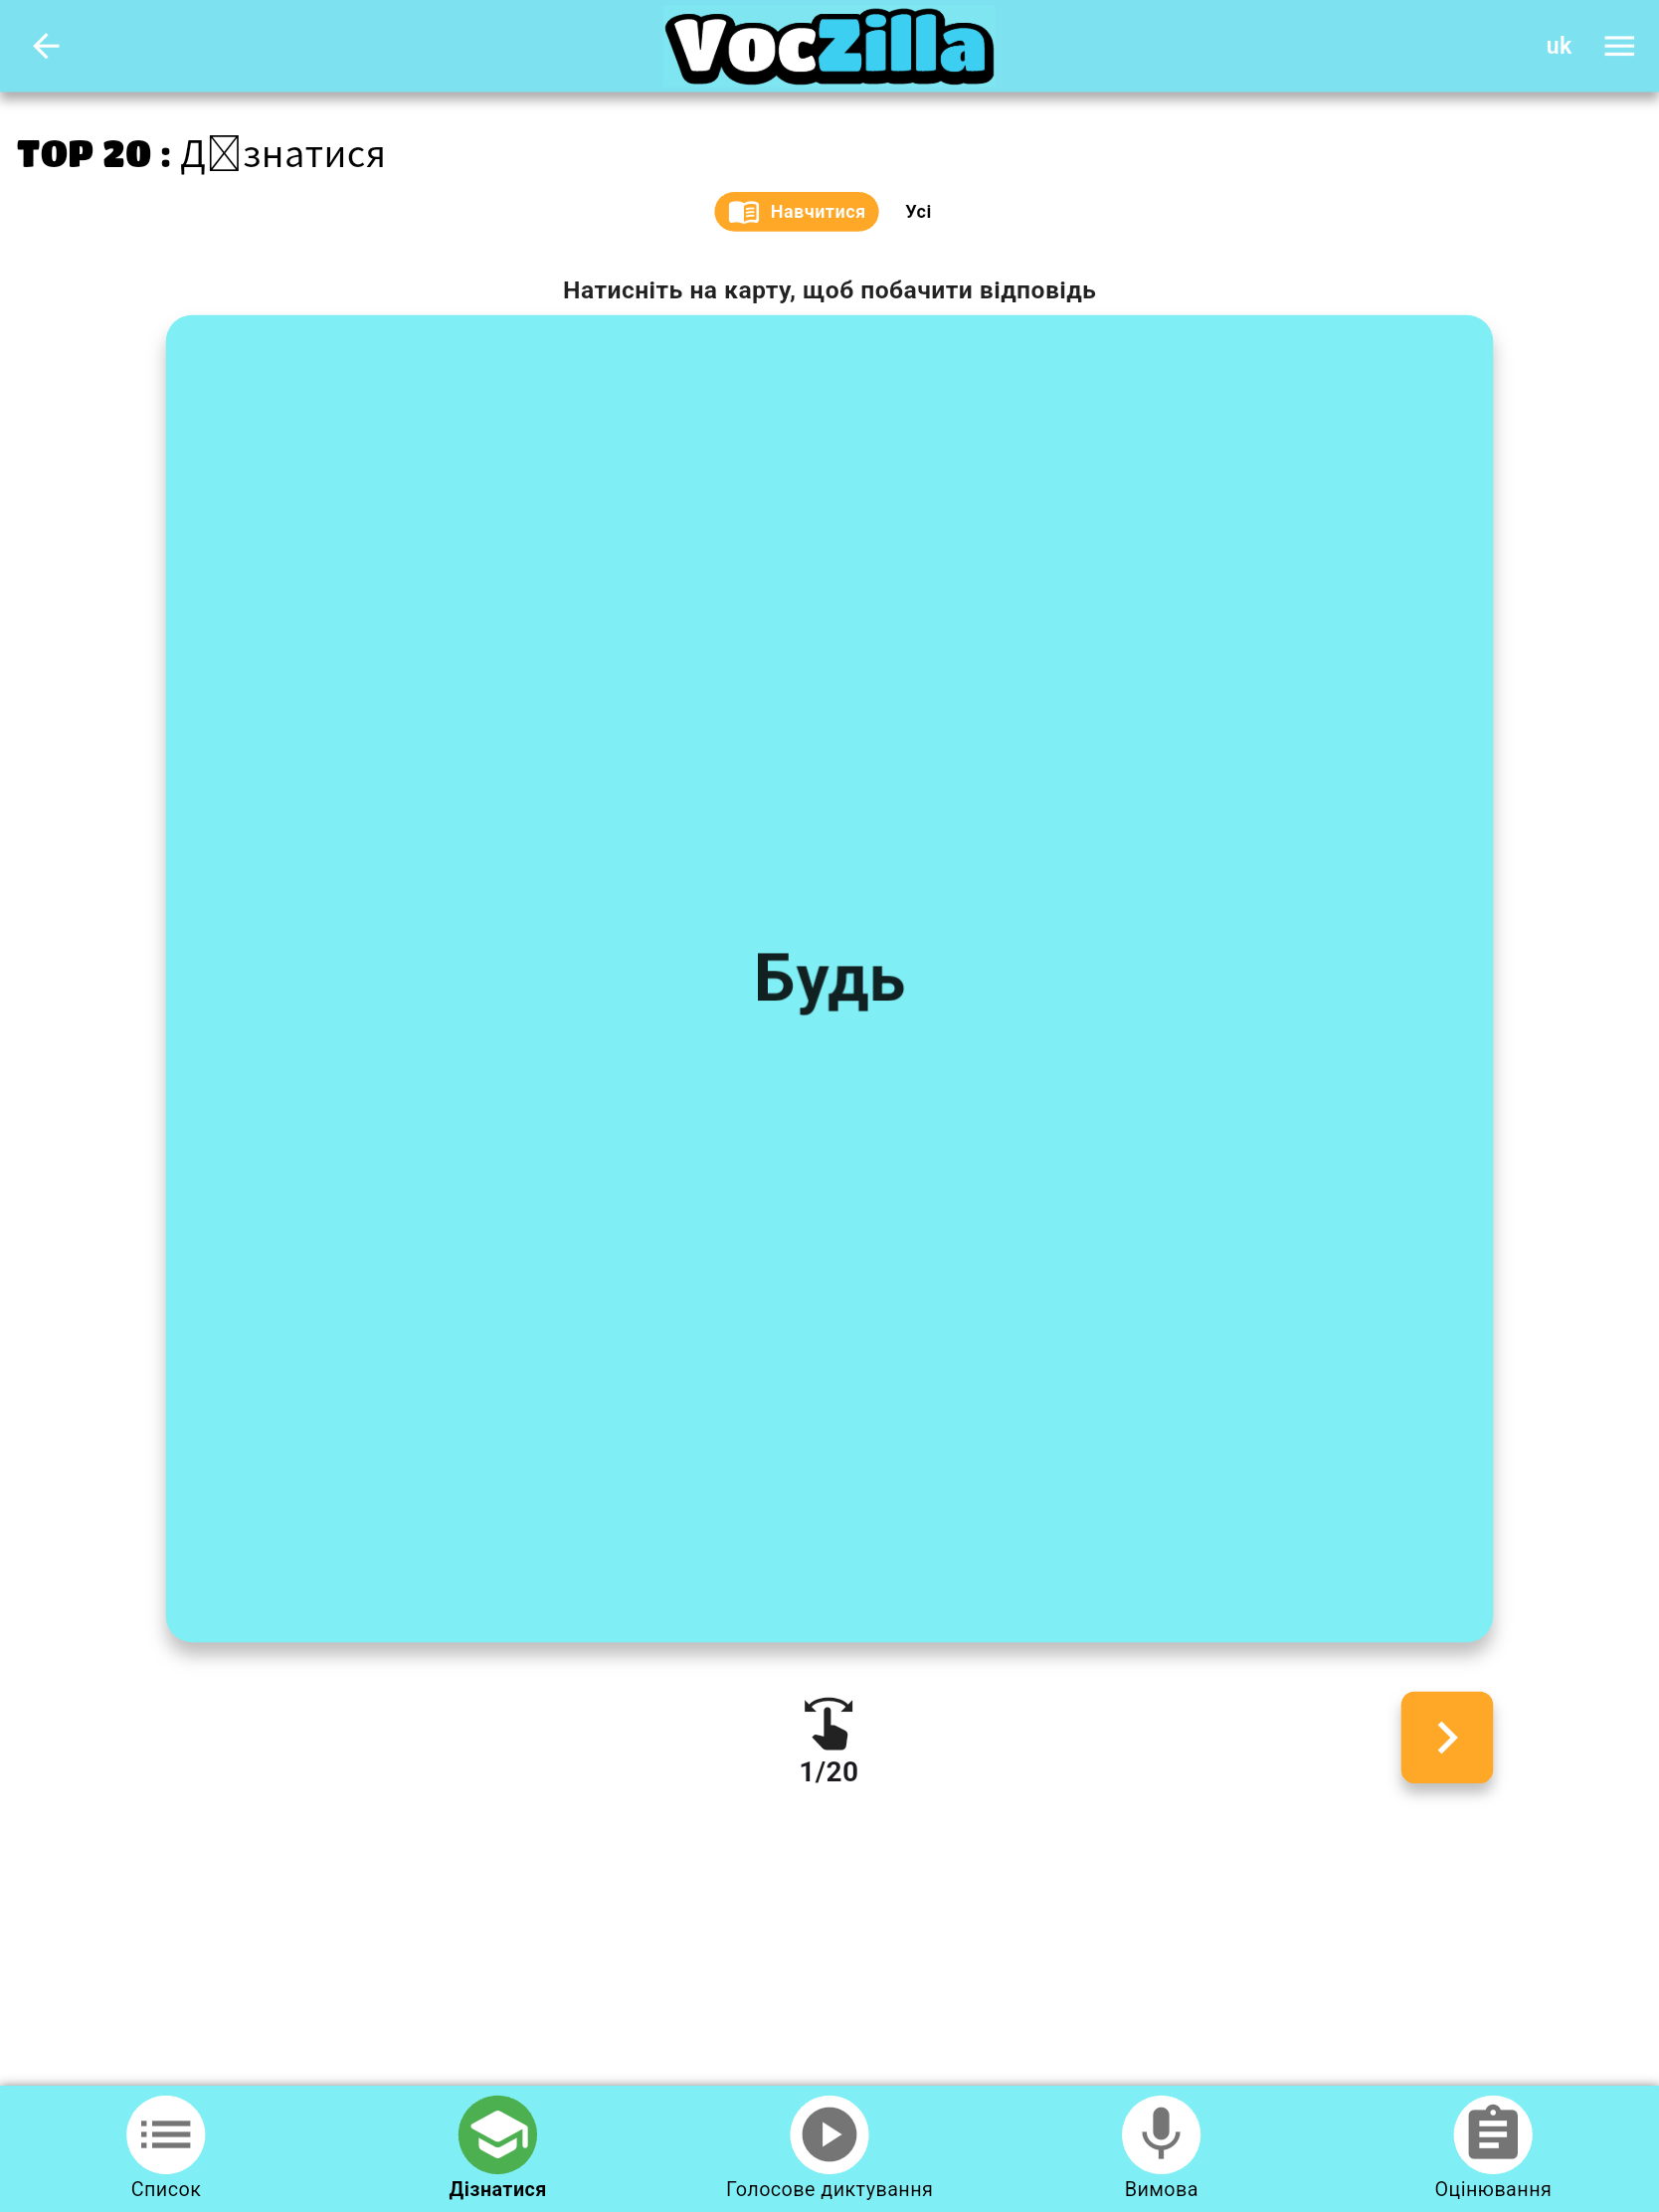 VocZilla
uk
TOP 20 : Д☒знатися
Навчитися
Усі
Натисніть на карту, щоб побачити відповідь
Будь
1/20
Список
Дізнатися
Голосове диктування
Вимова
Оцінювання